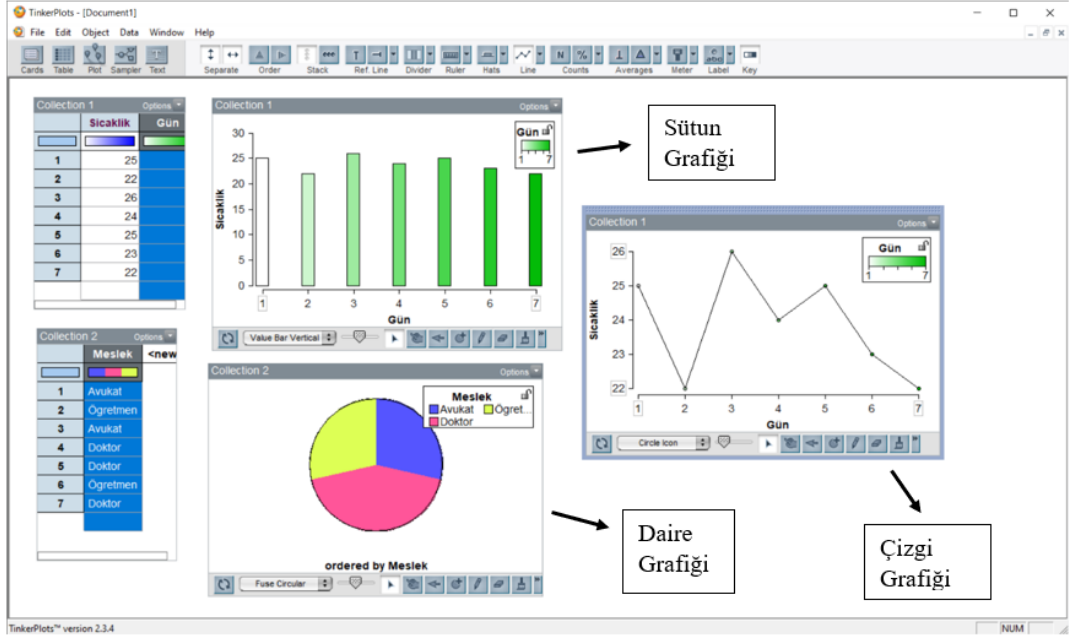 TinkerPlots - [Document1]
File Edit Object Data Window Help
Cards Table Plot Sampler Text Separate Order Stack Ref. Line Divider Ruler Hats Line Counts Averages Meter Label Key
Collection 1 Options
Sicaklik Gün
1 25
2 22
3 26
4 24
5 25
6 23
7 22
Collection 1 Options
Gün
1 7
30
25
20
15
10
5
0
Sicaklik
1 2 3 4 5 6 7
Gün
Value Bar Vertical
Sütun
Grafiği
Collection 1 Options
Gün
1 7
26
25
24
23
22
Sicaklik
1 2 3 4 5 6 7
Gün
Circle Icon
Çizgi
Grafiği
Collection 2 Options
Meslek <new
1 Avukat
2 Ögretmen
3 Avukat
4 Doktor
5 Doktor
6 Ögretmen
7 Doktor
Collection 2 Options
Meslek
Avukat Ögret...
Doktor
ordered by Meslek
Fuse Circular
Daire
Grafiği
TinkerPlots™ version 2.3.4
NUM